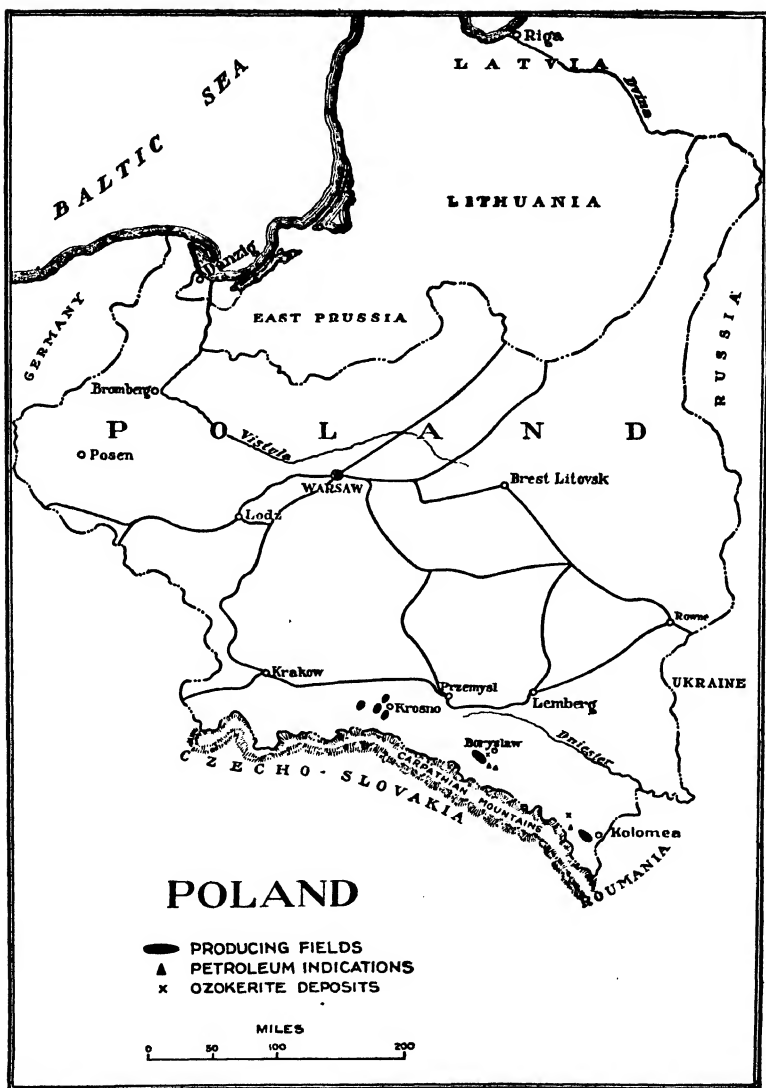 Riga
LATVIA
Dvina
BALTIC SEA
LITHUANIA
Danzig
GERMANY
EAST PRUSSIA
RUSSIA
Bromberg
POLAND
Vistula
Posen
WARSAW
Brest Litovsk
Lodz
Rowne
Krakow
Przemysl
UKRAINE
Krosno
Lemberg
Boryslaw
Dniester
CZECHO-SLOVAKIA
CARPATHIAN MOUNTAINS
Kolomea
ROUMANIA
POLAND
PRODUCING FIELDS
PETROLEUM INDICATIONS
x OZOKERITE DEPOSITS
MILES
0 50 100 200